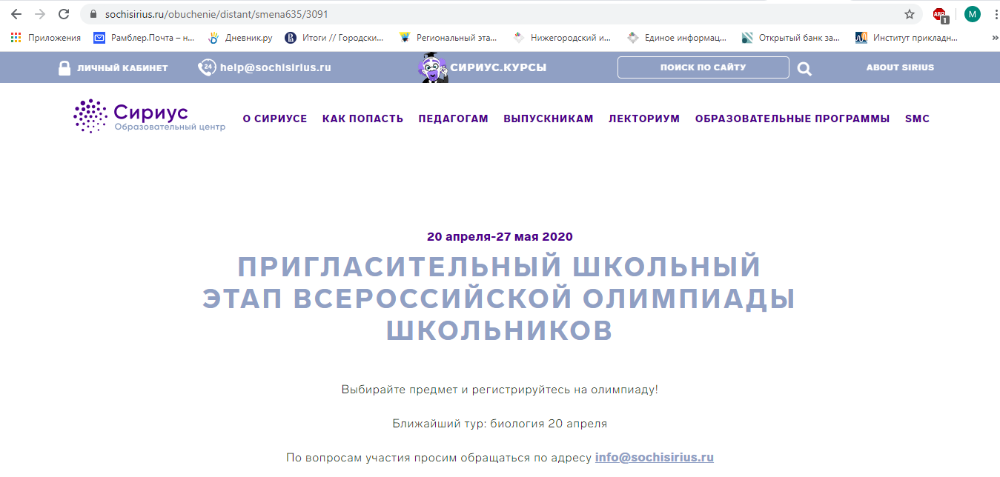 sochisirius.ru/obuchenie/distant/smena635/3091
ABP 1 M
Приложения Рамблер.Почта – н... Дневник.ру Итоги // Городски... Региональный эта... Нижегородский и... Единое информац... Открытый банк за... Институт прикладн... »
ЛИЧНЫЙ КАБИНЕТ 24 help@sochisirius.ru СИРИУС.КУРСЫ ПОИСК ПО САЙТУ ABOUT SIRIUS
Сириус
Образовательный центр
О СИРИУСЕ КАК ПОПАСТЬ ПЕДАГОГАМ ВЫПУСКНИКАМ ЛЕКТОРИУМ ОБРАЗОВАТЕЛЬНЫЕ ПРОГРАММЫ SMC
20 апреля-27 мая 2020
ПРИГЛАСИТЕЛЬНЫЙ ШКОЛЬНЫЙ
ЭТАП ВСЕРОССИЙСКОЙ ОЛИМПИАДЫ
ШКОЛЬНИКОВ
Выбирайте предмет и регистрируйтесь на олимпиаду!
Ближайший тур: биология 20 апреля
По вопросам участия просим обращаться по адресу info@sochisirius.ru